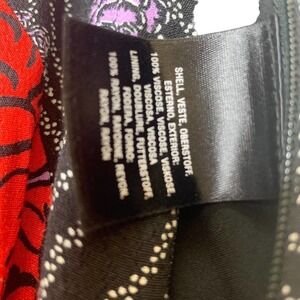 SHELL, VESTE, OBERSTOFF,
ESTERNO, EXTERIOR:
100% VISCOSE, VISCOSE, VISKOSE,
VISCOSA, VISCOSA
LINING, DOUBLURE, FUTTERSTOFF,
FODERA, FORRO:
100% RAYON, RAYONNE, REYON,
RAYON, RAYON